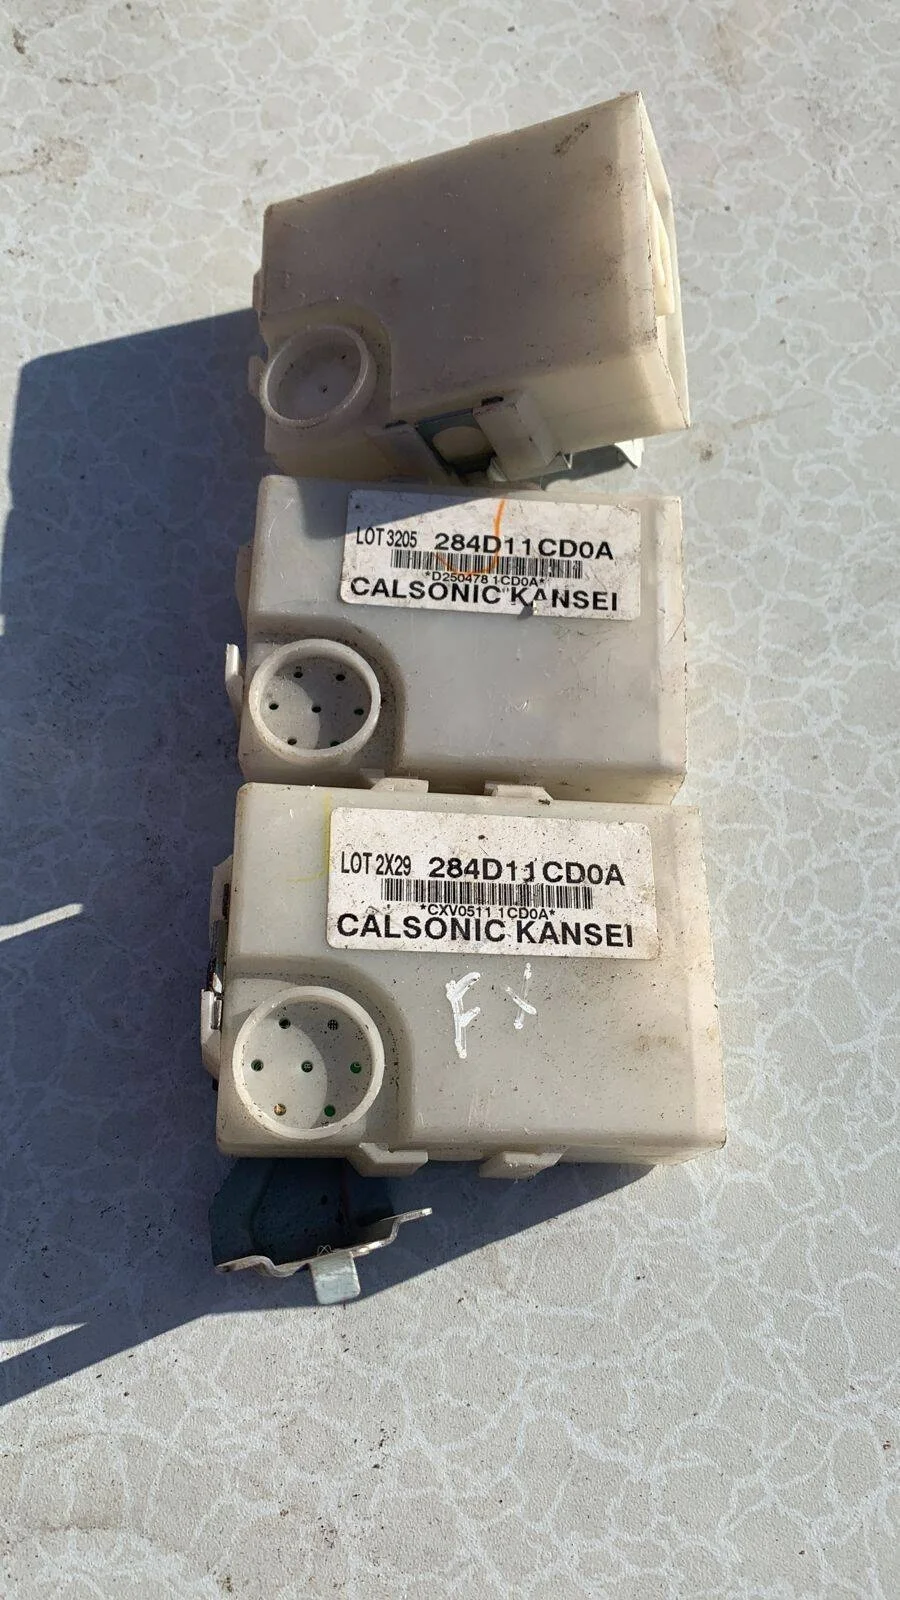 LOT 3205 284D11CD0A
*D250478 1CD0A*
CALSONIC KANSEI
LOT 2X29 284D11CD0A
*CXV0511 1CD0A*
CALSONIC KANSEI
FX